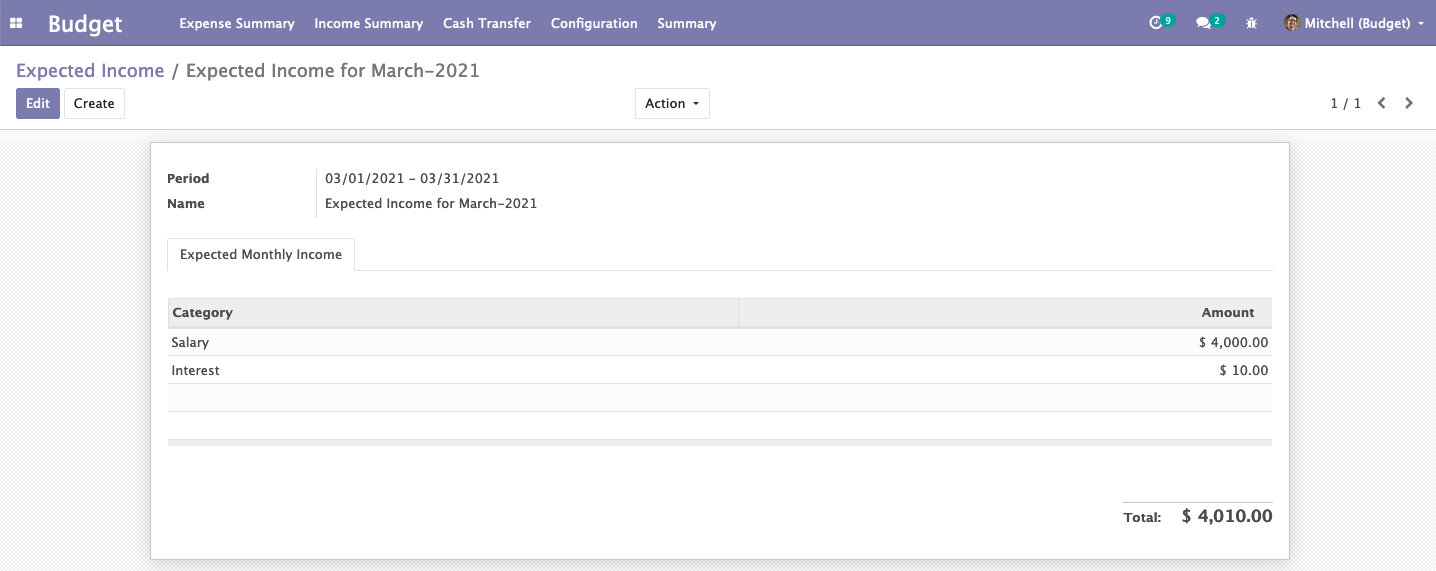 Budget Expense Summary Income Summary Cash Transfer Configuration Summary 9 2 Mitchell (Budget)
Expected Income / Expected Income for March-2021
Edit Create Action 1 / 1
Period 03/01/2021 - 03/31/2021
Name Expected Income for March-2021
Expected Monthly Income
Category Amount
Salary $ 4,000.00
Interest $ 10.00
Total: $ 4,010.00